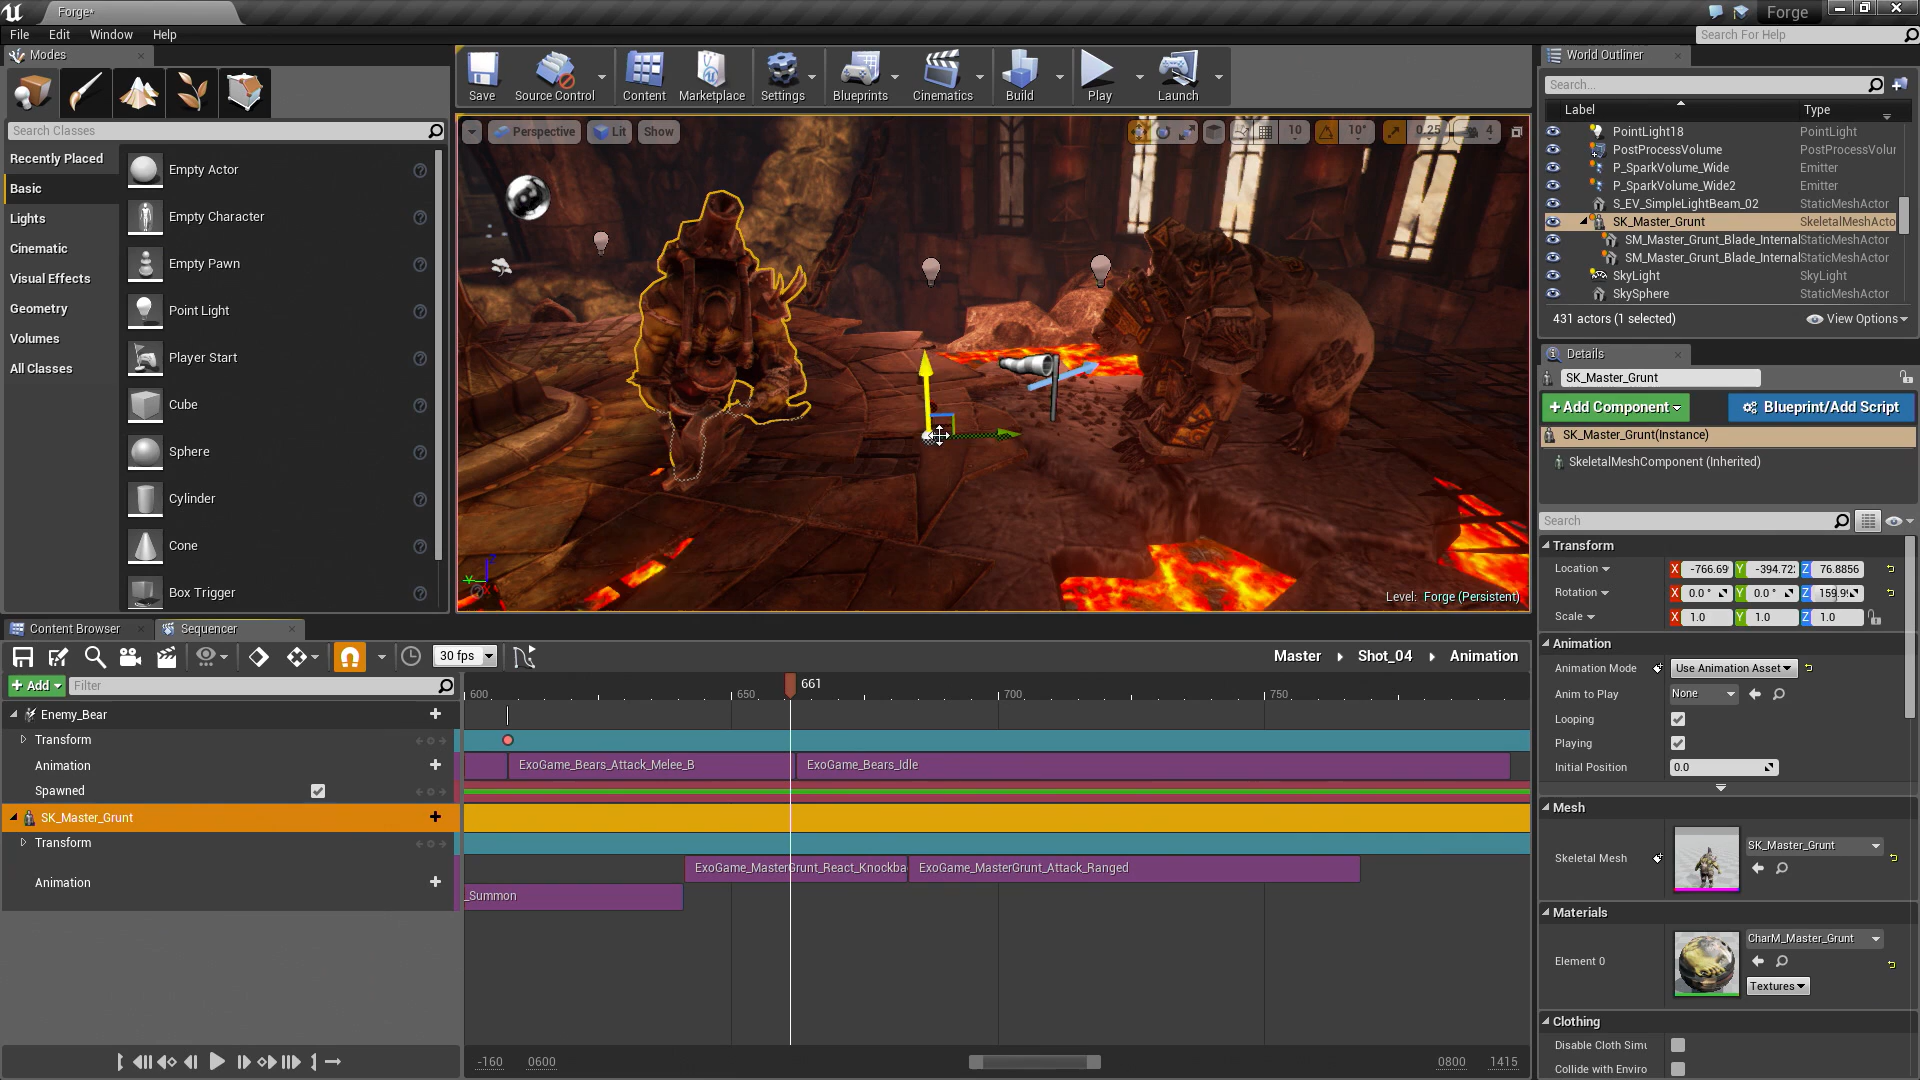 Forge*
Forge
File Edit Window Help
Search For Help
Modes
Search Classes
Recently Placed
Basic
Lights
Cinematic
Visual Effects
Geometry
Volumes
All Classes
Empty Actor
Empty Character
Empty Pawn
Point Light
Player Start
Cube
Sphere
Cylinder
Cone
Box Trigger
Save
Source Control
Content
Marketplace
Settings
Blueprints
Cinematics
Build
Play
Launch
Perspective Lit Show
10 10° 0.25 4
Level: Forge (Persistent)
World Outliner
Search...
Label Type
PointLight18 PointLight
PostProcessVolume PostProcessVolur
P_SparkVolume_Wide Emitter
P_SparkVolume_Wide2 Emitter
S_EV_SimpleLightBeam_02 StaticMeshActor
SK_Master_Grunt SkeletalMeshActo
SM_Master_Grunt_Blade_Internal StaticMeshActor
SM_Master_Grunt_Blade_Internal StaticMeshActor
SkyLight SkyLight
SkySphere StaticMeshActor
431 actors (1 selected) View Options
Details
SK_Master_Grunt
Add Component Blueprint/Add Script
SK_Master_Grunt(Instance)
SkeletalMeshComponent (Inherited)
Search
Transform
Location X -766.69 Y -394.72 Z 76.8856
Rotation X 0.0 ° Y 0.0 ° Z 159.9
Scale X 1.0 Y 1.0 Z 1.0
Animation
Animation Mode Use Animation Asset
Anim to Play None
Looping
Playing
Initial Position 0.0
Mesh
Skeletal Mesh SK_Master_Grunt
Materials
Element 0 CharM_Master_Grunt
Textures
Clothing
Disable Cloth Simu
Collide with Enviro
Content Browser Sequencer
30 fps
Master Shot_04 Animation
Add Filter
600 650 661 700 750
Enemy_Bear
Transform
Animation ExoGame_Bears_Attack_Melee_B ExoGame_Bears_Idle
Spawned
SK_Master_Grunt
Transform
ExoGame_MasterGrunt_React_Knockba ExoGame_MasterGrunt_Attack_Ranged
Animation
_Summon
-160 0600 0800 1415